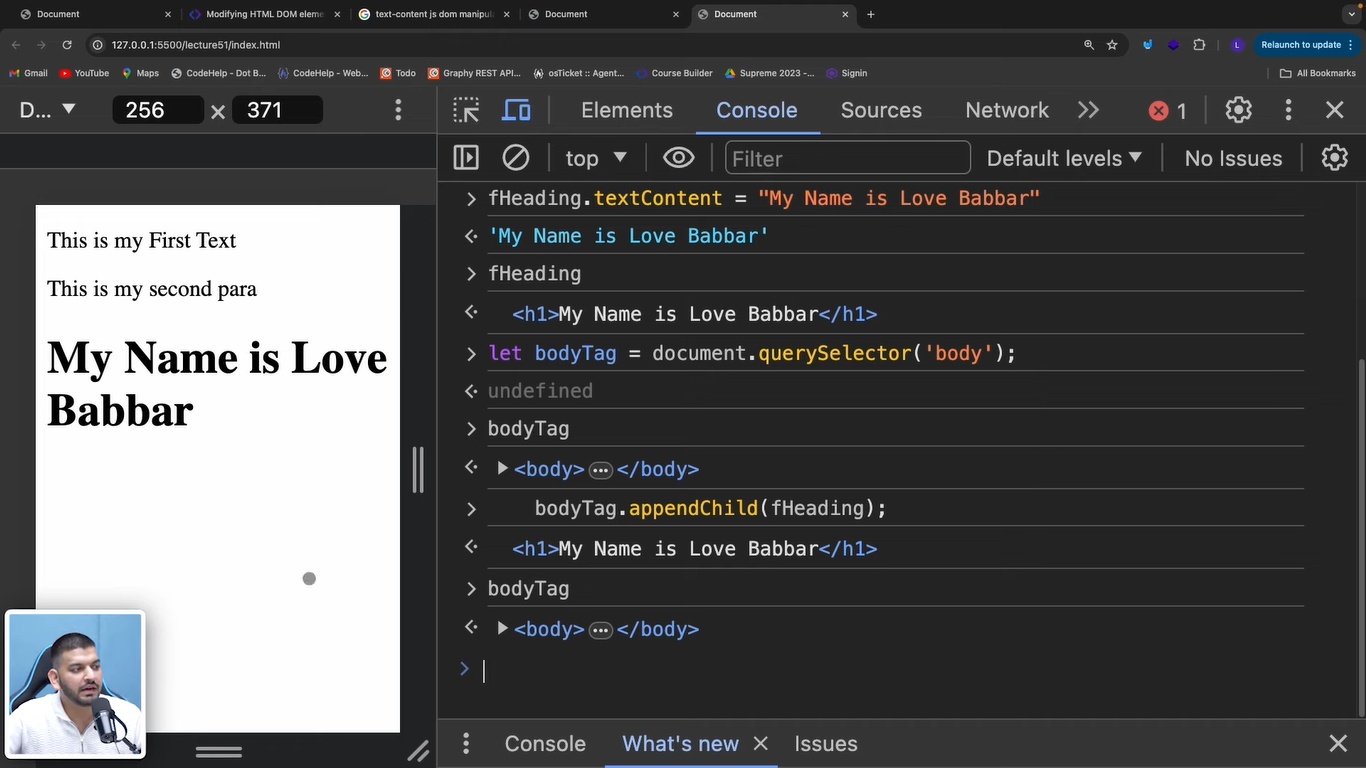 Document
Modifying HTML DOM eleme
text-content js dom manipula
Document
Document
127.0.0.1:5500/lecture51/index.html
Relaunch to update
Gmail
YouTube
Maps
CodeHelp - Dot B...
CodeHelp - Web...
Todo
Graphy REST API...
osTicket :: Agent...
Course Builder
Supreme 2023 -...
Signin
All Bookmarks
D... ▼ 256 × 371
Elements
Console
Sources
Network
1
top ▼
Filter
Default levels ▼
No Issues
This is my First Text
This is my second para
My Name is Love
Babbar
fHeading.textContent = "My Name is Love Babbar"
'My Name is Love Babbar'
fHeading
<h1>My Name is Love Babbar</h1>
let bodyTag = document.querySelector('body');
undefined
bodyTag
<body>…</body>
bodyTag.appendChild(fHeading);
<h1>My Name is Love Babbar</h1>
bodyTag
<body>…</body>
Console
What's new
Issues